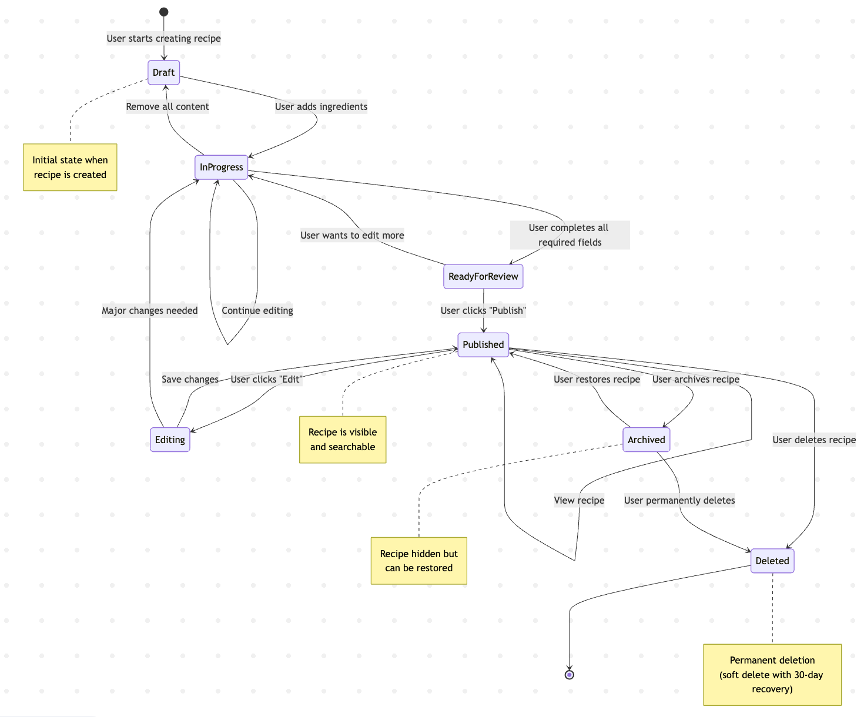 User starts creating recipe
Draft
Remove all content
User adds ingredients
Initial state when
recipe is created
InProgress
User wants to edit more
User completes all
required fields
ReadyForReview
Major changes needed
Continue editing
User clicks "Publish"
Published
Save changes
User clicks "Edit"
User restores recipe
User archives recipe
Editing
Recipe is visible
and searchable
Archived
User deletes recipe
View recipe
User permanently deletes
Recipe hidden but
can be restored
Deleted
Permanent deletion
(soft delete with 30-day
recovery)